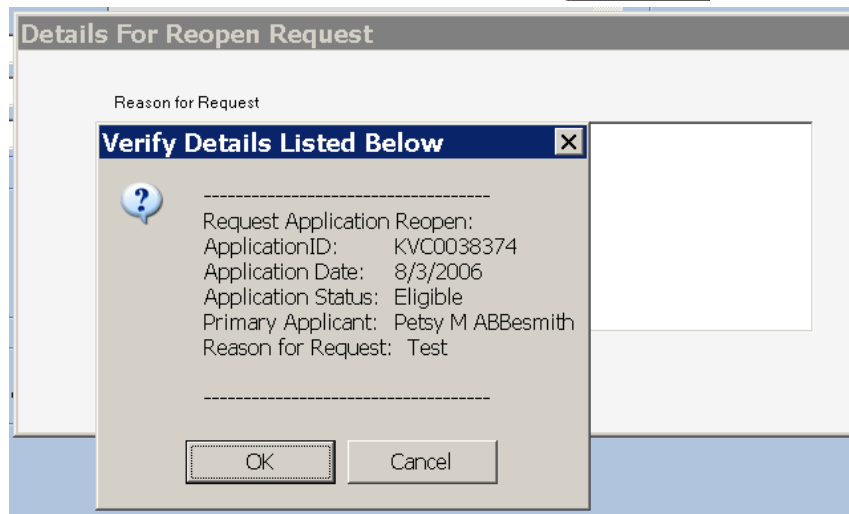 Details For Reopen Request
Reason for Request
Verify Details Listed Below
-----------------------------------
Request Application Reopen:
ApplicationID: KVC0038374
Application Date: 8/3/2006
Application Status: Eligible
Primary Applicant: Petsy M ABBesmith
Reason for Request: Test
-----------------------------------
OK Cancel